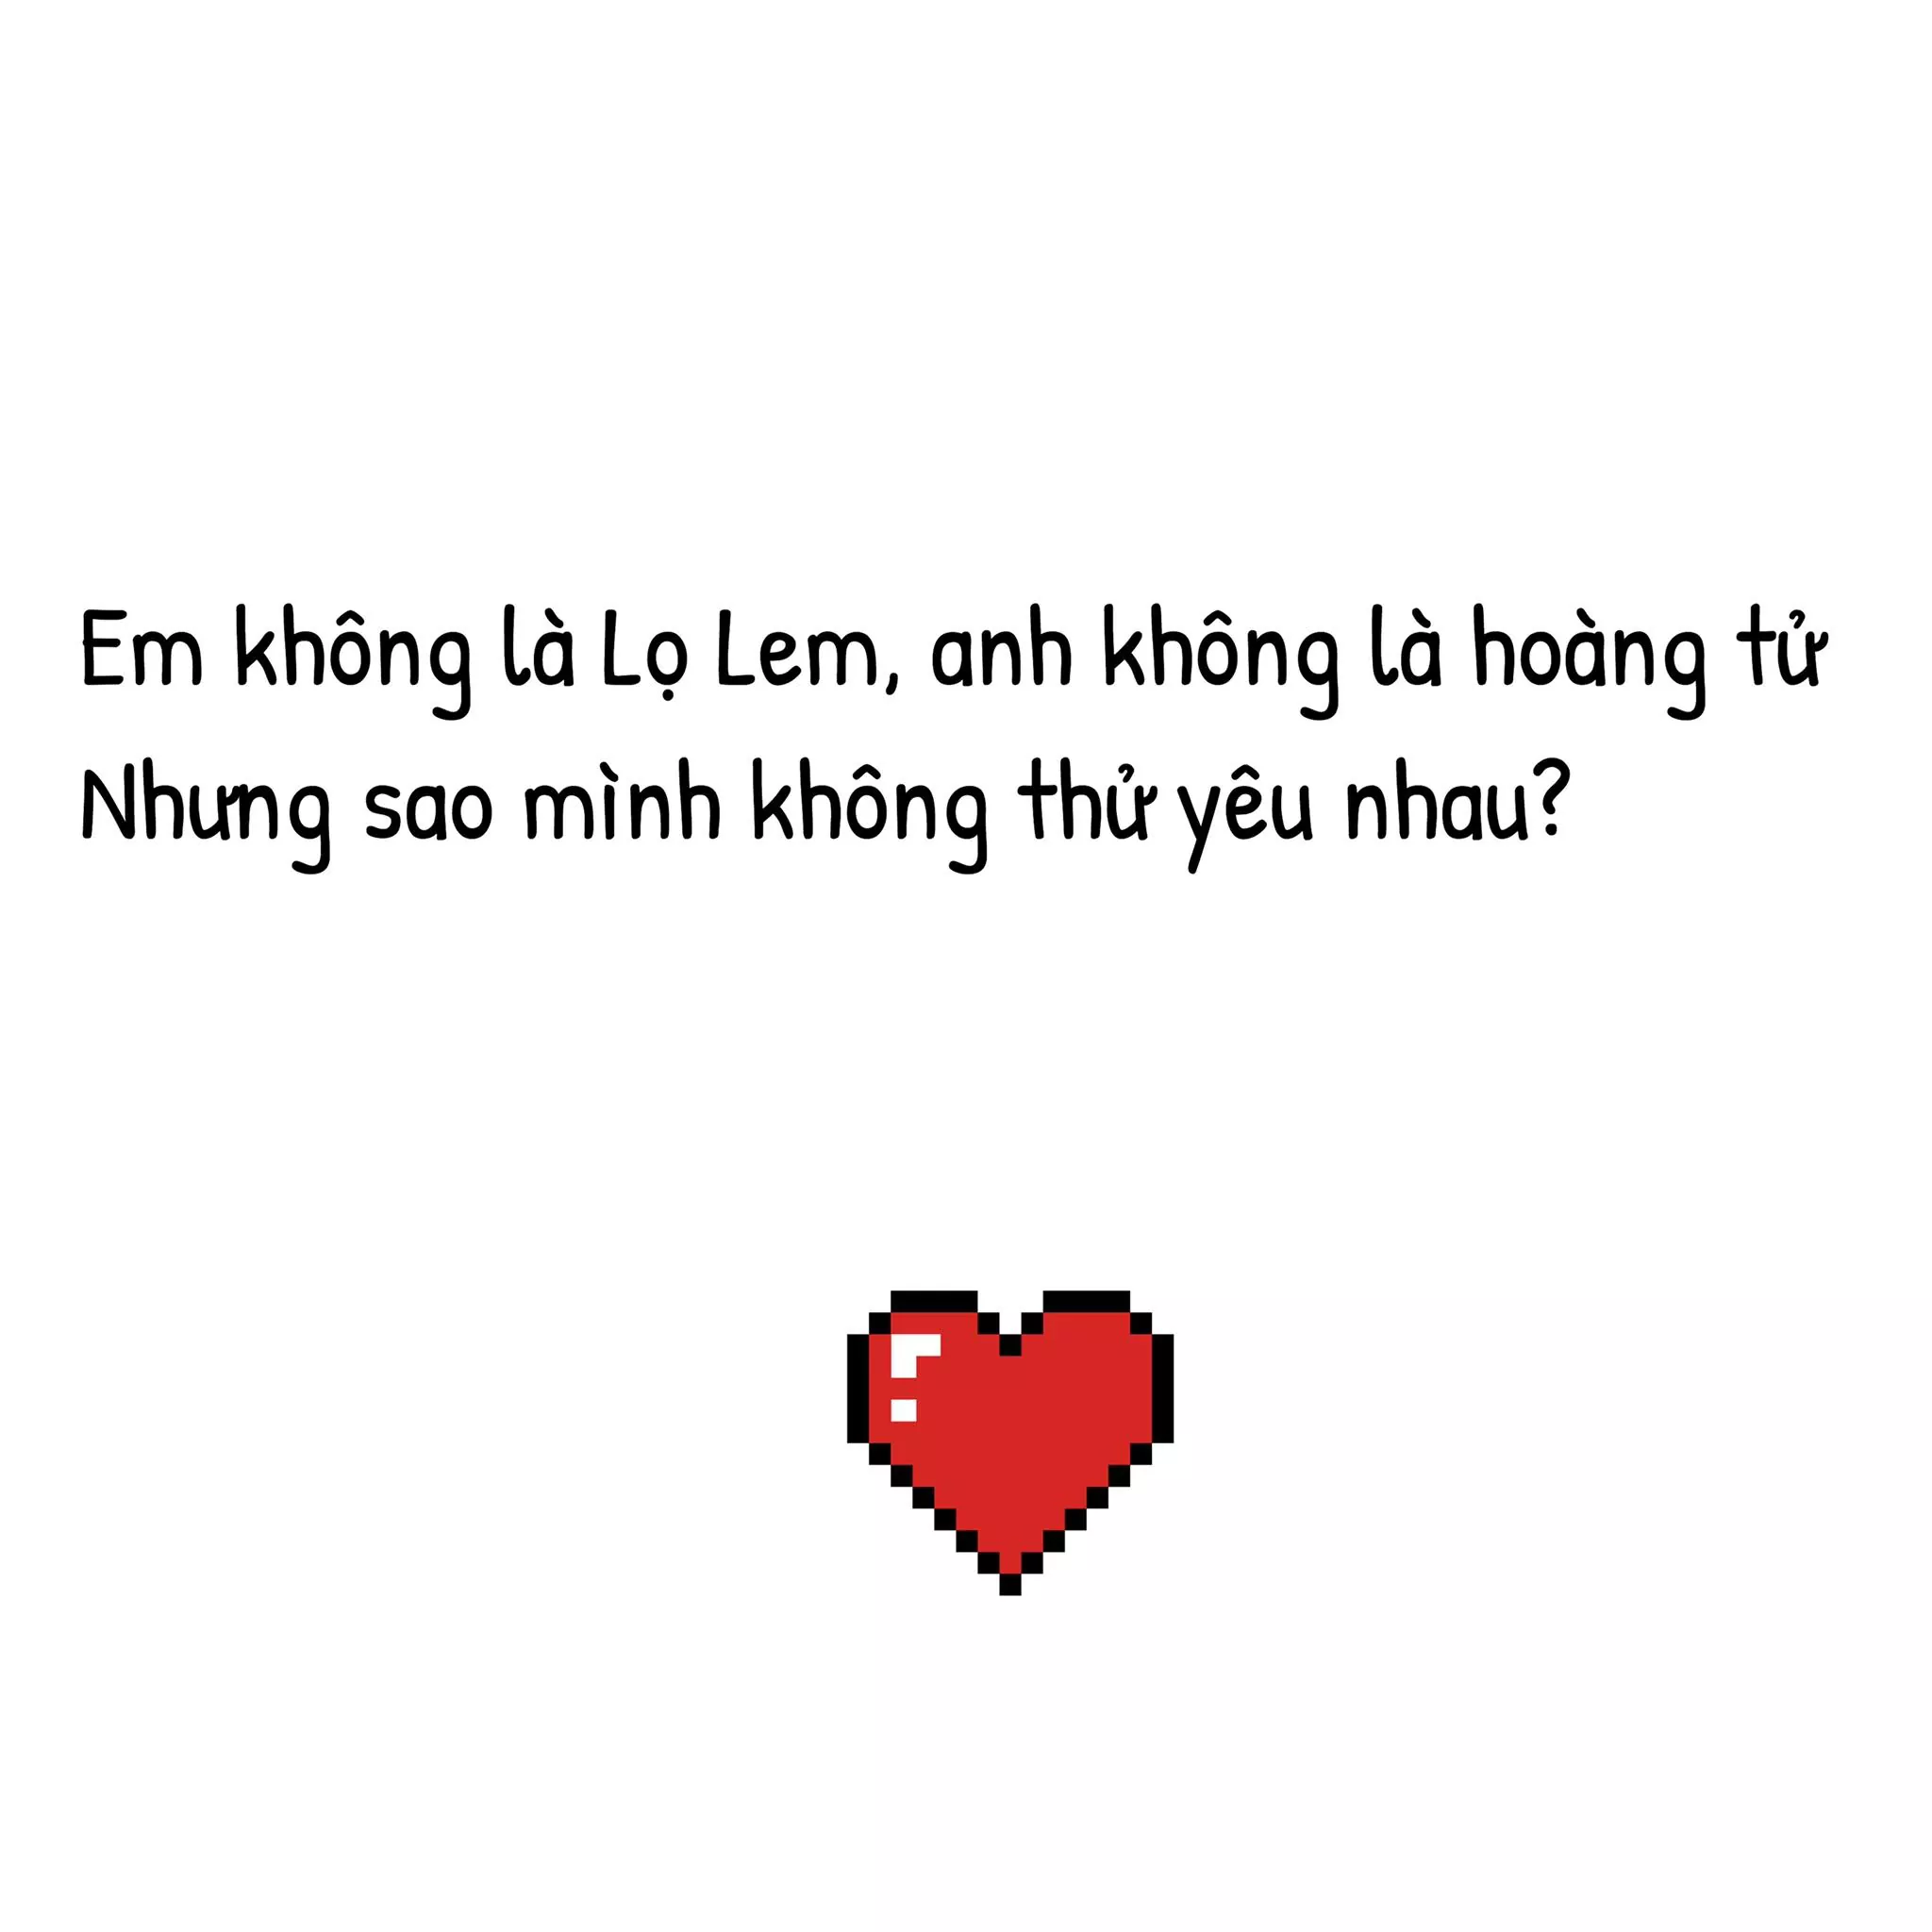 Em không là Lọ Lem, anh không là hoàng tử
Nhưng sao mình không thử yêu nhau?